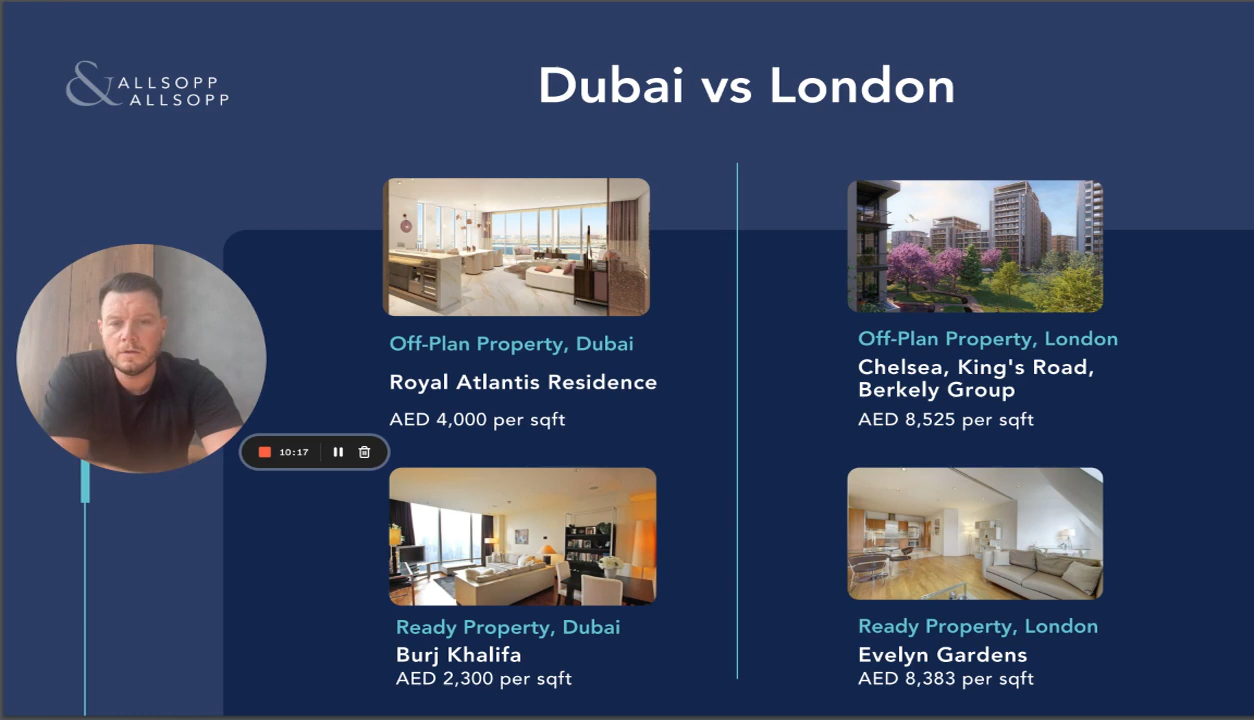 &ALLSOPP
ALLSOPP
Dubai vs London
Off-Plan Property, Dubai
Royal Atlantis Residence
AED 4,000 per sqft
Off-Plan Property, London
Chelsea, King's Road,
Berkely Group
AED 8,525 per sqft
10:17
Ready Property, Dubai
Burj Khalifa
AED 2,300 per sqft
Ready Property, London
Evelyn Gardens
AED 8,383 per sqft